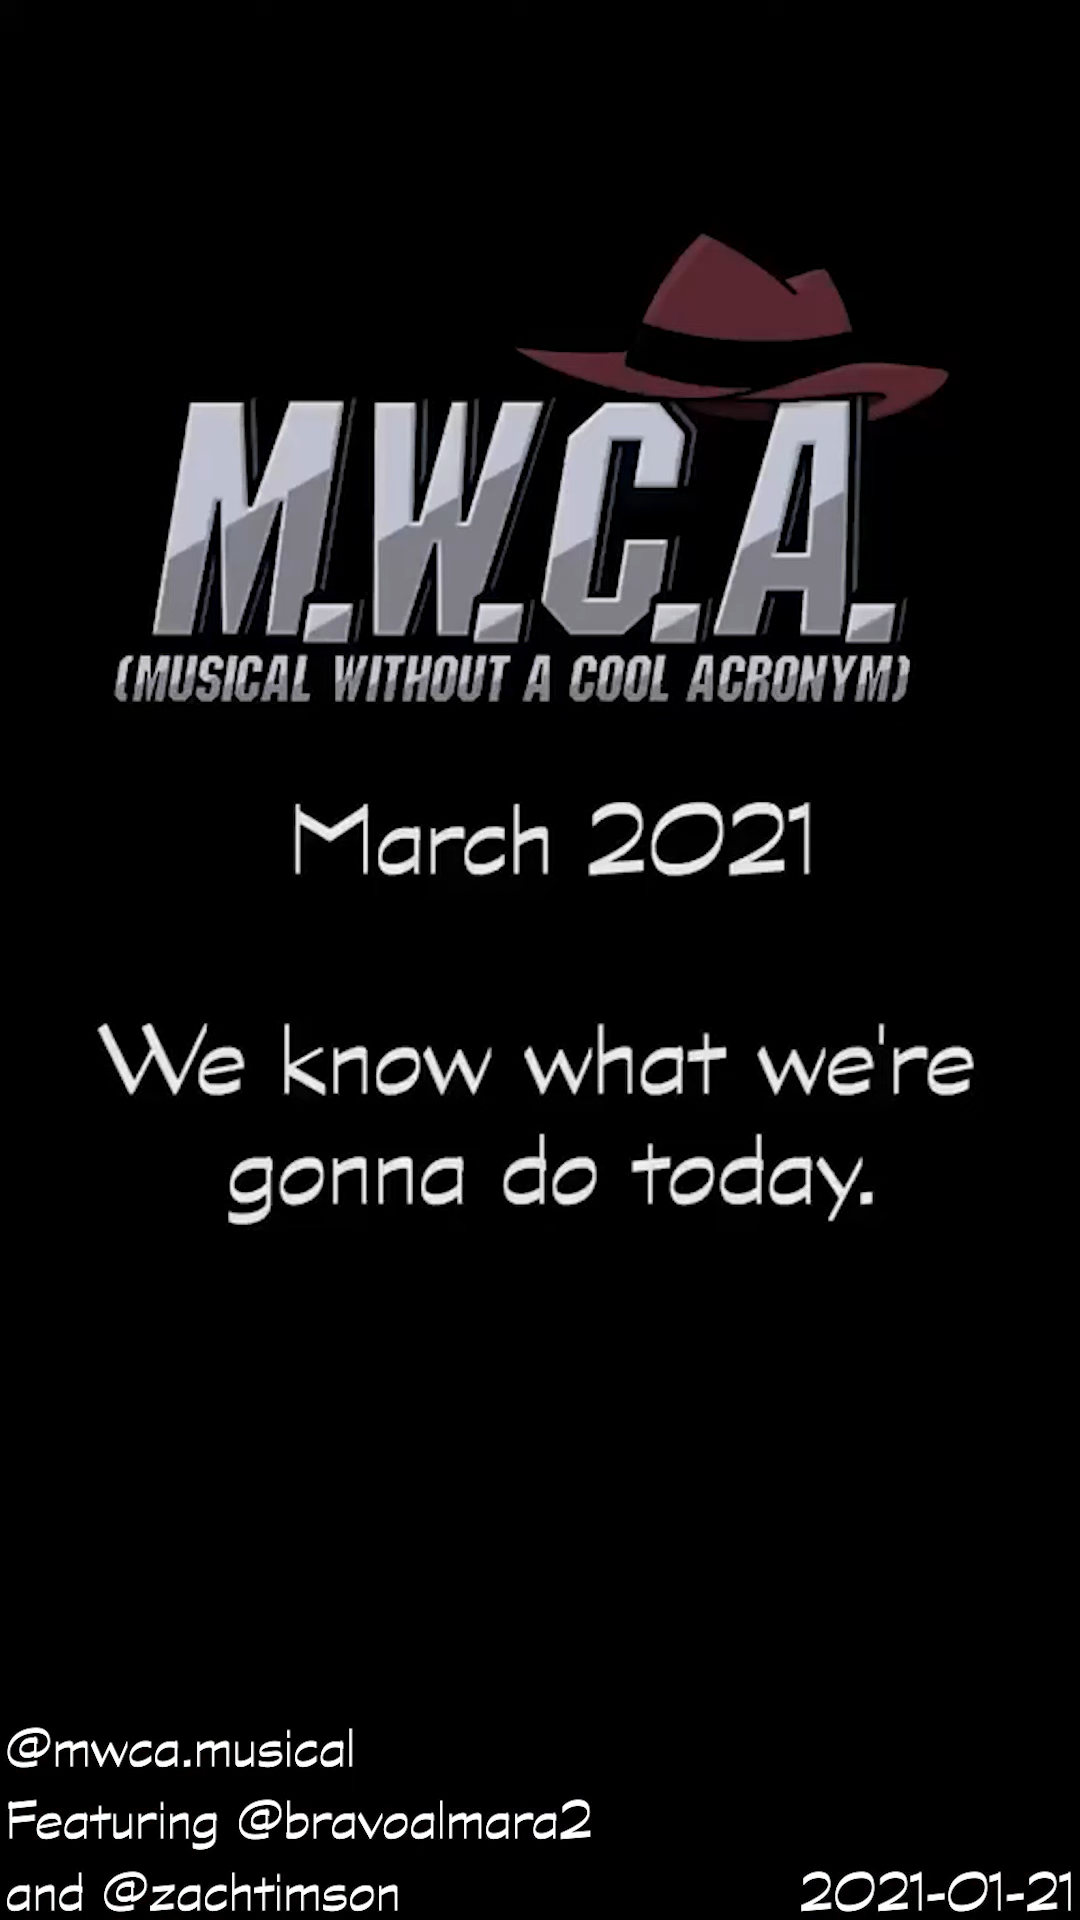 M.W.C.A.
(MUSICAL WITHOUT A COOL ACRONYM)
March 2021
We know what we're
gonna do today.
@mwca.musical
Featuring @bravoalmara2
and @zachtimson
2021-01-21